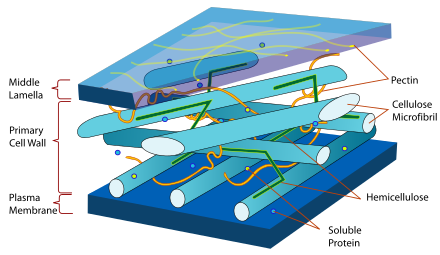 Middle
Lamella
Primary
Cell Wall
Plasma
Membrane
Pectin
Cellulose
Microfibril
Hemicellulose
Soluble
Protein